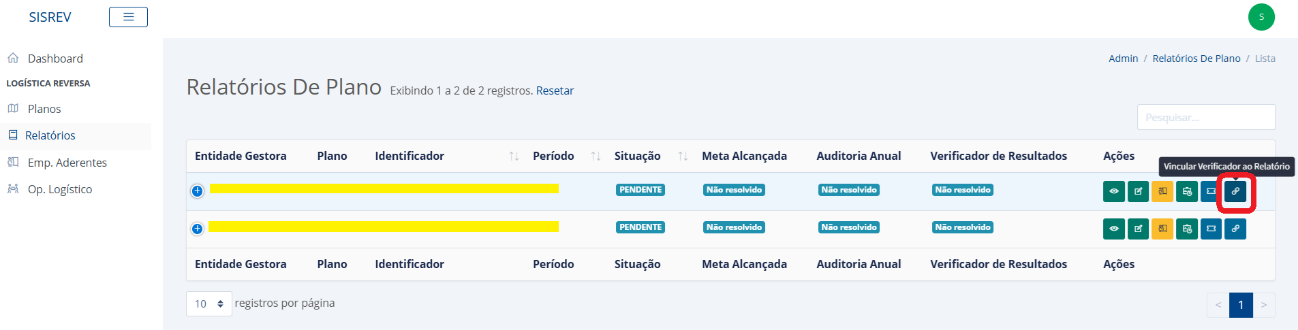 SISREV
S
Dashboard
LOGÍSTICA REVERSA
Planos
Relatórios
Emp. Aderentes
Op. Logístico
Admin / Relatórios De Plano / Lista
Relatórios De Plano Exibindo 1 a 2 de 2 registros. Resetar
Pesquisar...
Entidade Gestora Plano Identificador Período Situação Meta Alcançada Auditoria Anual Verificador de Resultados Ações
Vincular Verificador ao Relatório
PENDENTE Não resolvido Não resolvido Não resolvido
PENDENTE Não resolvido Não resolvido Não resolvido
Entidade Gestora Plano Identificador Período Situação Meta Alcançada Auditoria Anual Verificador de Resultados Ações
10 registros por página
< 1 >